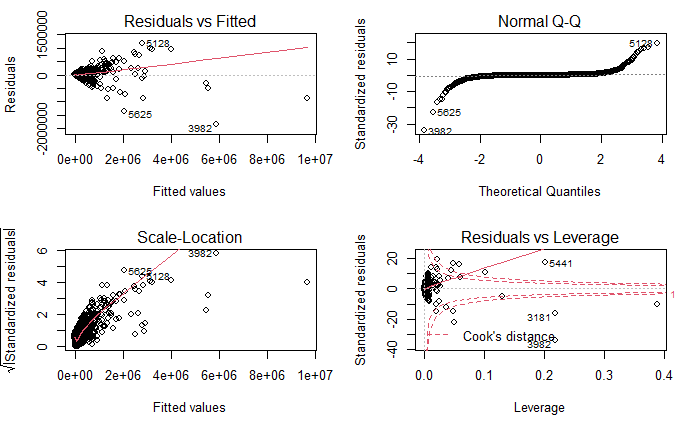 Residuals vs Fitted
Residuals
-2000000 0 1500000
5128
5625
3982
0e+00 2e+06 4e+06 6e+06 8e+06 1e+07
Fitted values
Normal Q-Q
Standardized residuals
-30 -10 10
5128
5625
3982
-4 -2 0 2 4
Theoretical Quantiles
Scale-Location
√|Standardized residuals|
0 2 4 6
3982
5625
5128
0e+00 2e+06 4e+06 6e+06 8e+06 1e+07
Fitted values
Residuals vs Leverage
Standardized residuals
-40 -20 0 20
5441
3181
3982
Cook's distance
1
0.0 0.1 0.2 0.3 0.4
Leverage